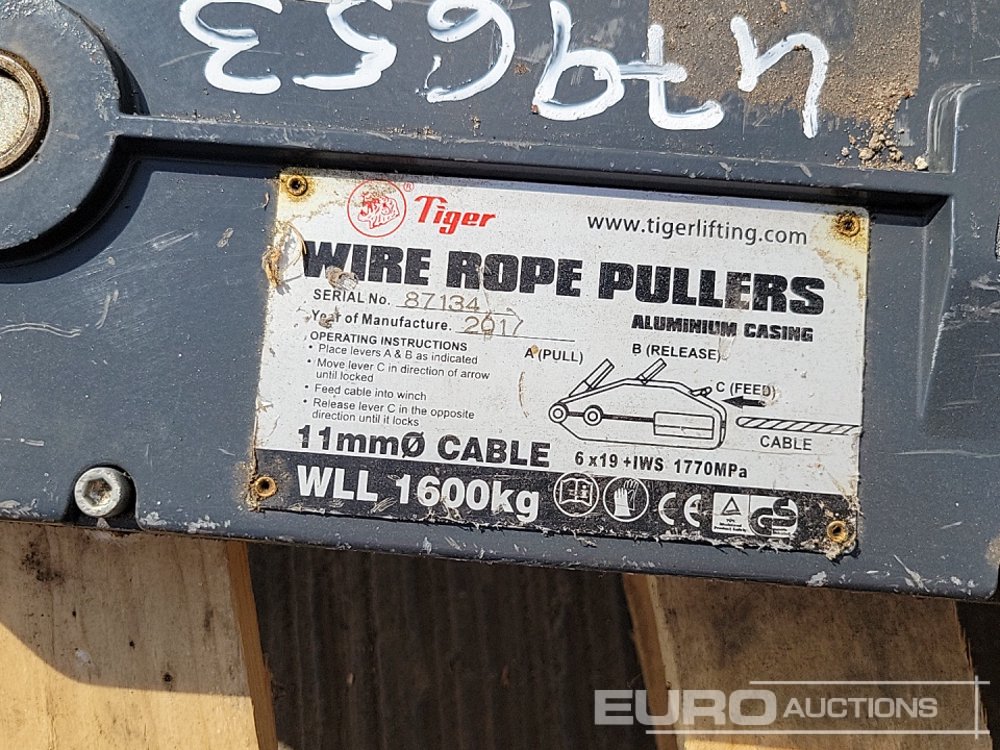 Tiger®
www.tigerlifting.com
WIRE ROPE PULLERS
SERIAL No. 87134
ALUMINIUM CASING
Year of Manufacture. 2017
OPERATING INSTRUCTIONS
• Place levers A & B as indicated
• Move lever C in direction of arrow
until locked
• Feed cable into winch
• Release lever C in the opposite
direction until it locks
A (PULL)
B (RELEASE)
C (FEED)
CABLE
11mmØ CABLE
6 x19 +IWS 1770MPa
WLL 1600kg
CE
GS
EURO AUCTIONS